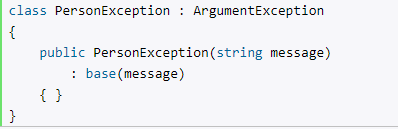 class PersonException : ArgumentException
{
    public PersonException(string message)
        : base(message)
    { }
}